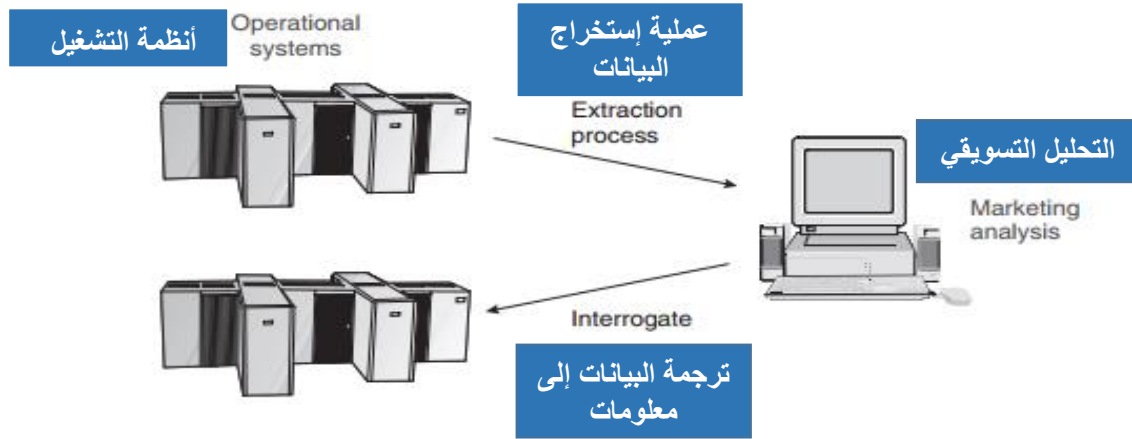 أنظمة التشغيل
Operational
systems
عملية إستخراج
البيانات
Extraction
process
التحليل التسويقي
Marketing
analysis
Interrogate
ترجمة البيانات إلى
معلومات